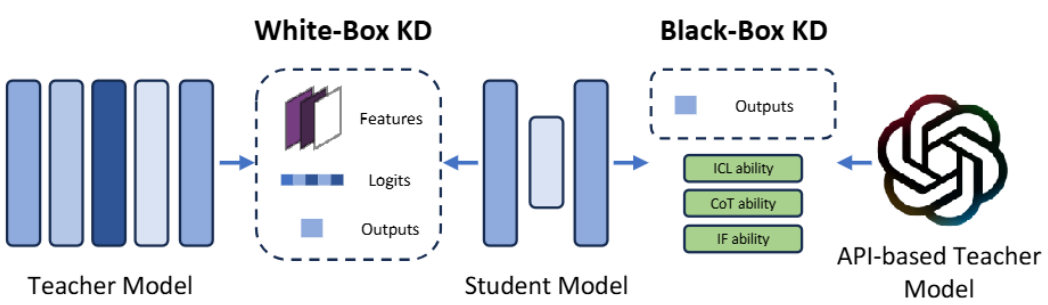 White-Box KD
Black-Box KD
Features
Logits
Outputs
Outputs
ICL ability
CoT ability
IF ability
Teacher Model
Student Model
API-based Teacher
Model